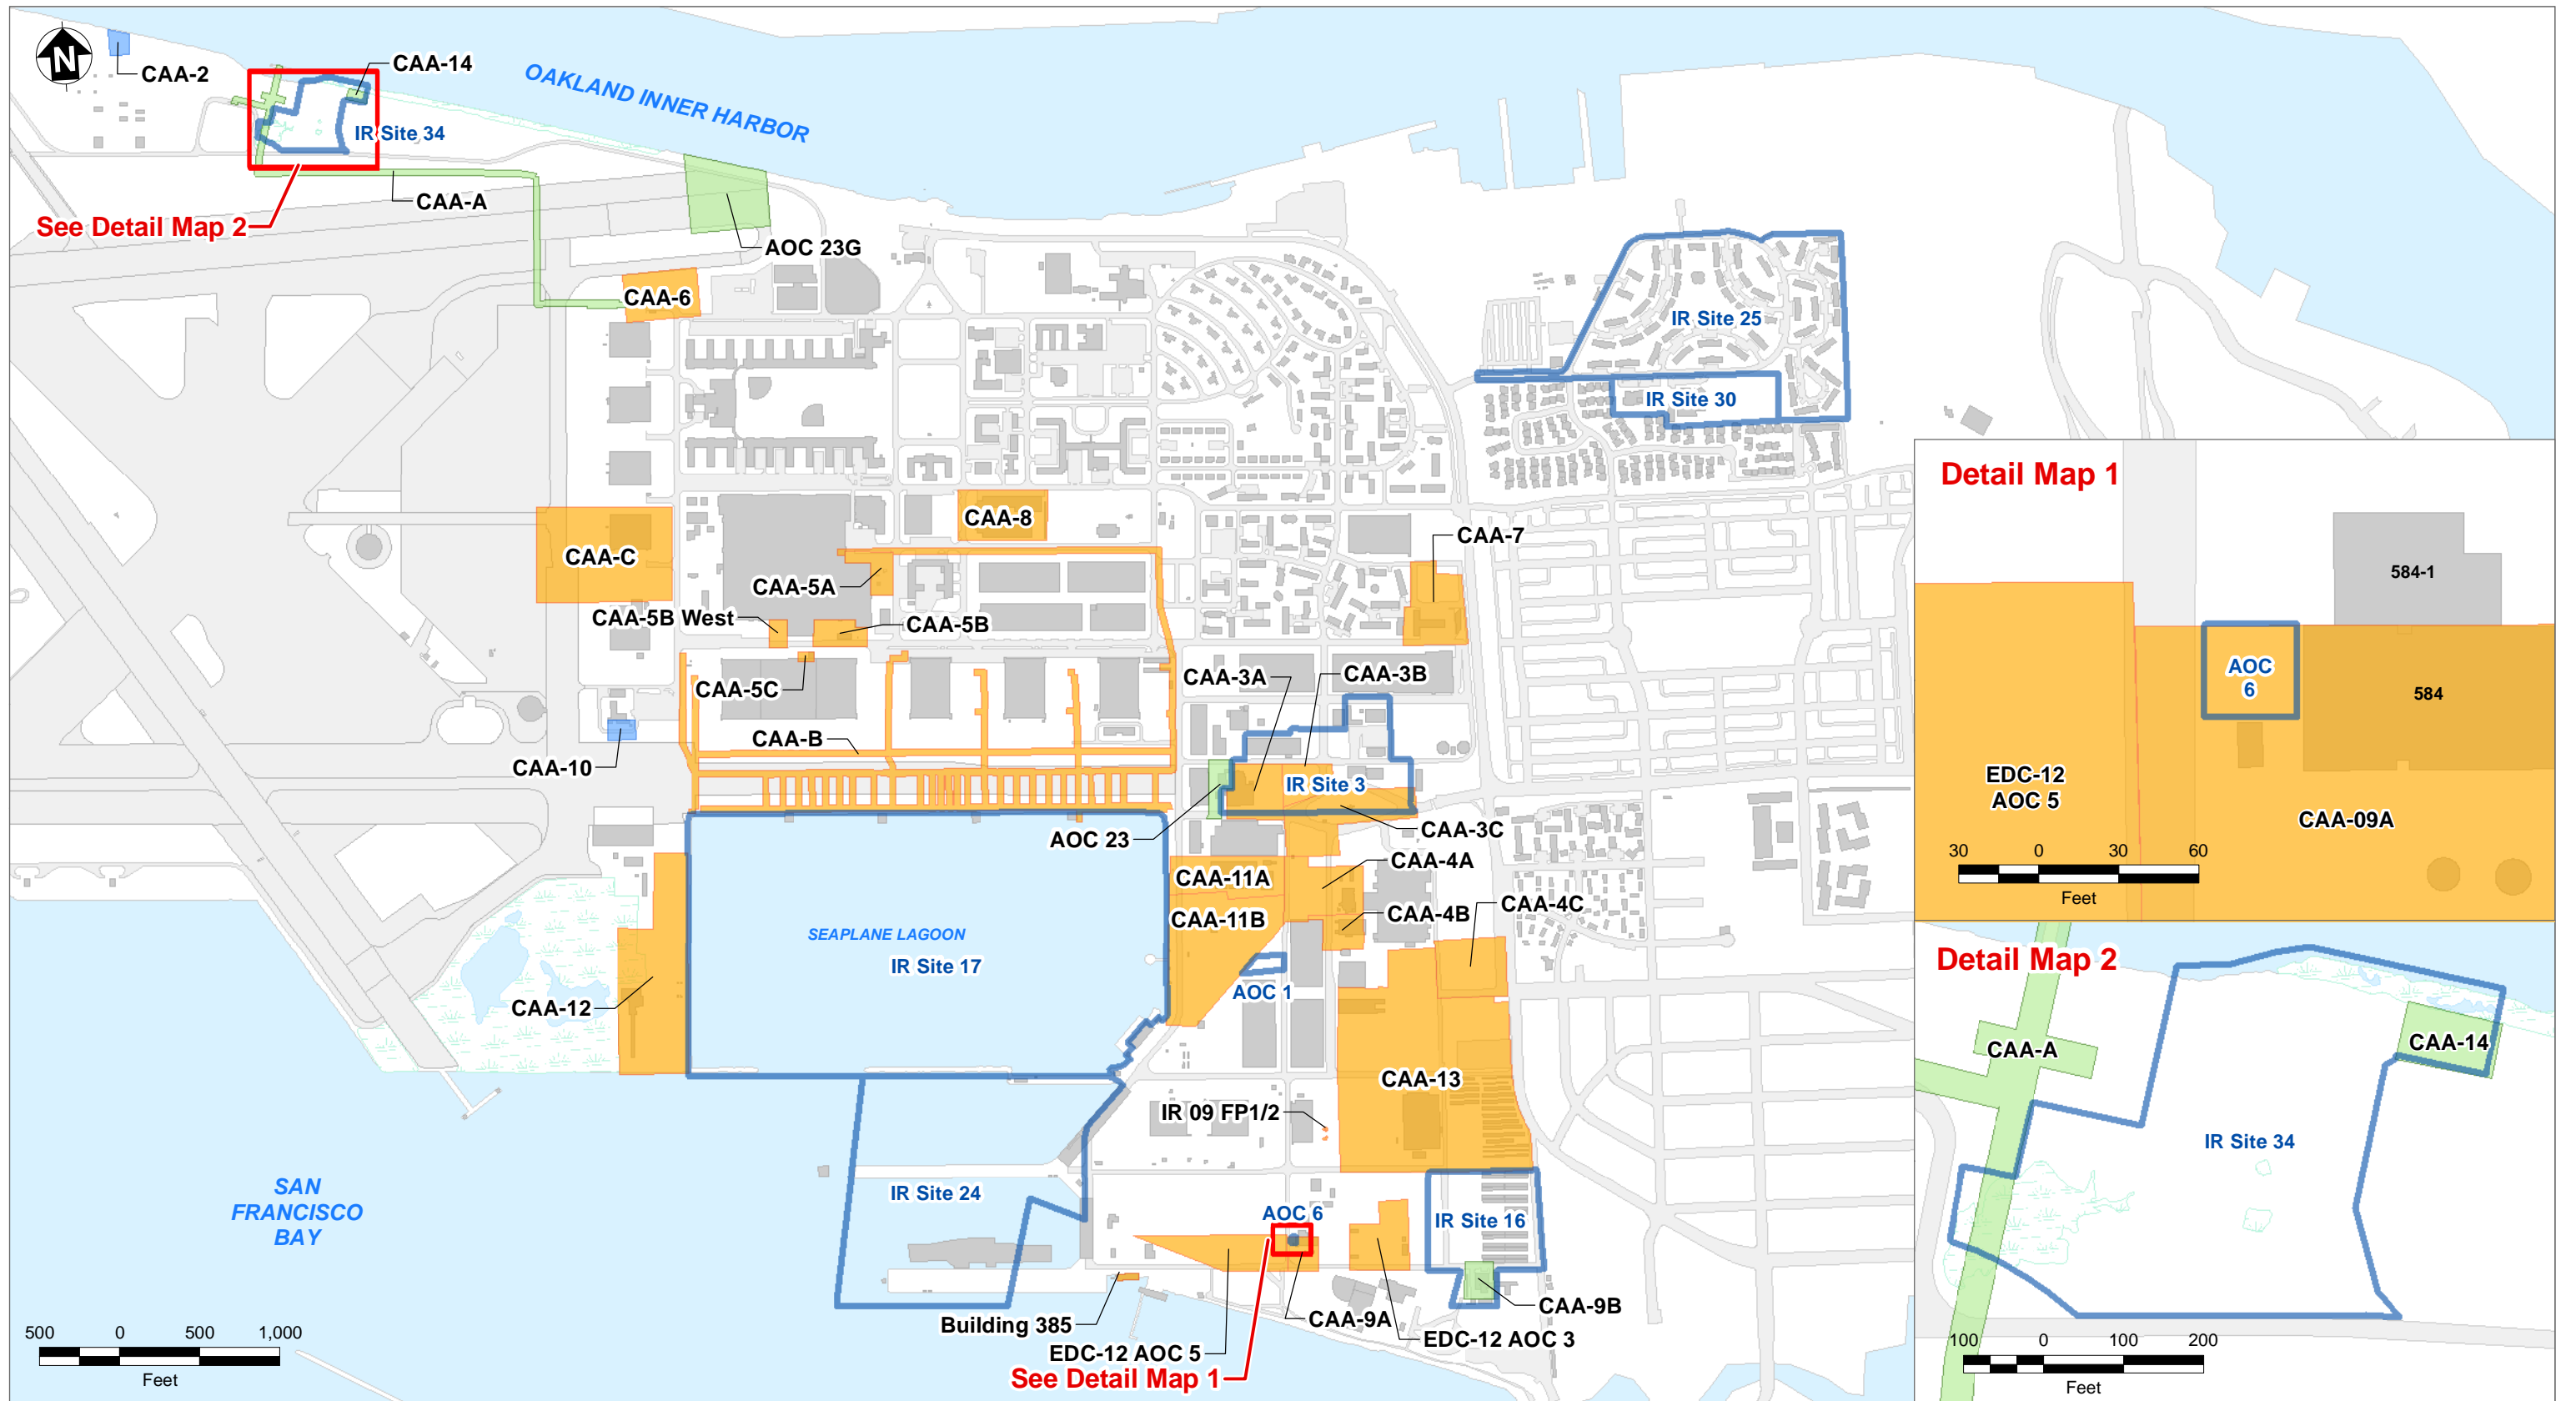 N
CAA-2
CAA-14
OAKLAND INNER HARBOR
IR Site 34
CAA-A
See Detail Map 2
AOC 23G
CAA-6
IR Site 25
IR Site 30
CAA-8
CAA-C
CAA-7
CAA-5A
CAA-5B West
CAA-5B
CAA-5C
CAA-3A
CAA-3B
CAA-B
CAA-10
IR Site 3
AOC 23
CAA-3C
CAA-4A
CAA-11A
CAA-4B
CAA-4C
CAA-11B
SEAPLANE LAGOON
IR Site 17
AOC 1
CAA-12
CAA-13
IR 09 FP1/2
SAN
FRANCISCO
BAY
IR Site 24
AOC 6
IR Site 16
CAA-9B
CAA-9A
Building 385
EDC-12 AOC 3
EDC-12 AOC 5
See Detail Map 1
500 0 500 1,000
Feet
Detail Map 1
584-1
AOC
6
584
EDC-12
AOC 5
CAA-09A
30 0 30 60
Feet
Detail Map 2
CAA-A
CAA-14
IR Site 34
100 0 100 200
Feet